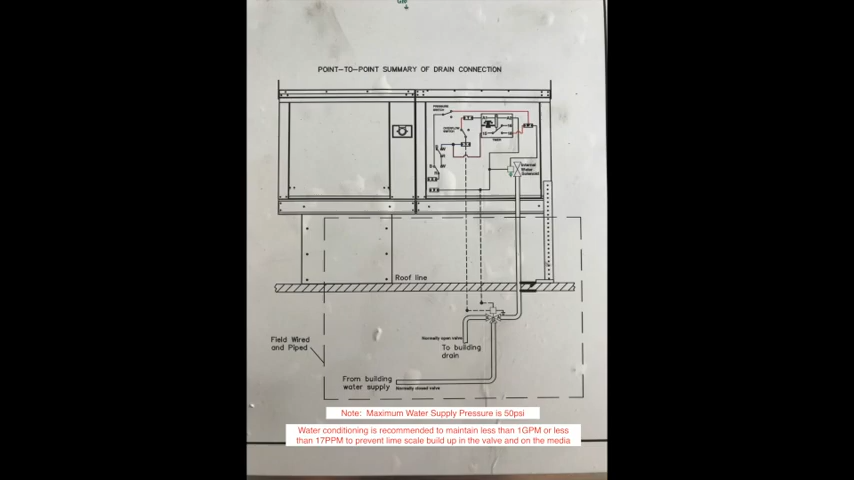 POINT-TO-POINT SUMMARY OF DRAIN CONNECTION
PRESSURE
SWITCH
OVERFLOW
SWITCH
TIMER
Internal
Water
Solenoid
Roof line
Normally open valve
To building
drain
Field Wired
and Piped
From building
water supply
Normally closed valve
Note: Maximum Water Supply Pressure is 50psi
Water conditioning is recommended to maintain less than 1GPM or less
than 17PPM to prevent lime scale build up in the valve and on the media